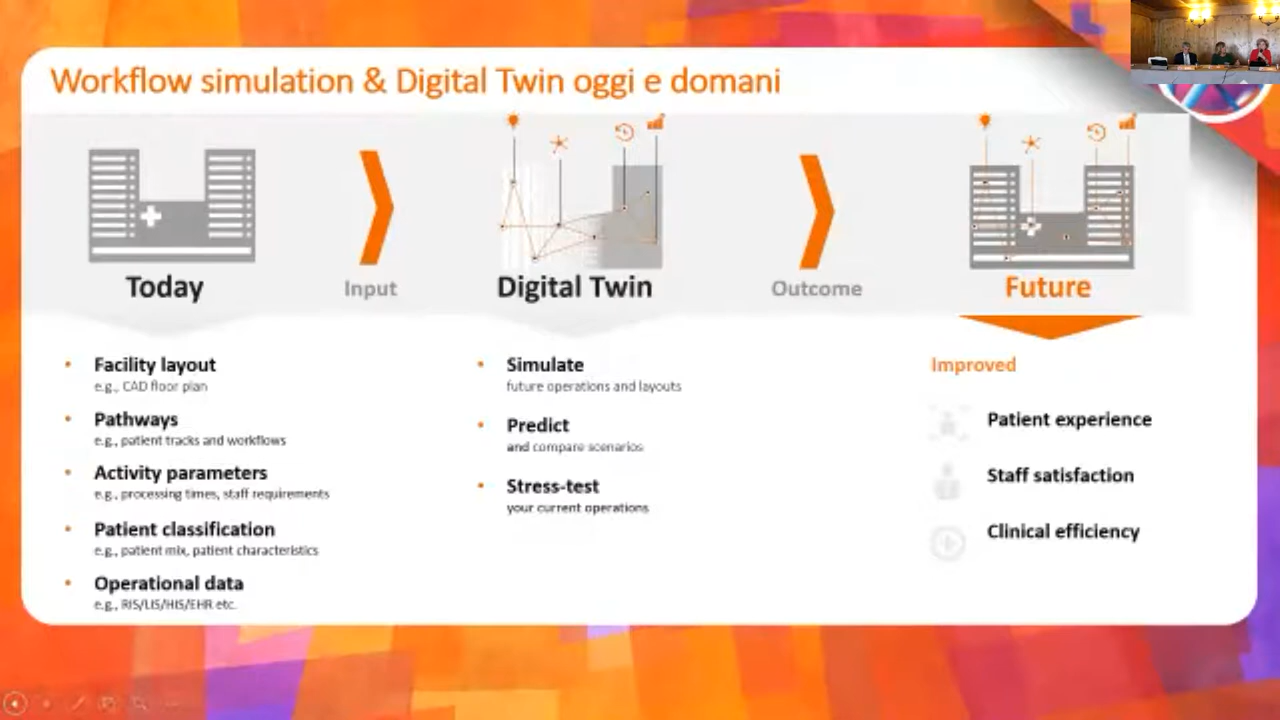 Workflow simulation & Digital Twin oggi e domani
Today
Input
Digital Twin
Outcome
Future
• Facility layout
e.g., CAD floor plan
• Pathways
e.g., patient tracks and workflows
• Activity parameters
e.g., processing times, staff requirements
• Patient classification
e.g., patient mix, patient characteristics
• Operational data
e.g., RIS/LIS/HIS/EHR etc.
• Simulate
future operations and layouts
• Predict
and compare scenarios
• Stress-test
your current operations
Improved
Patient experience
Staff satisfaction
Clinical efficiency